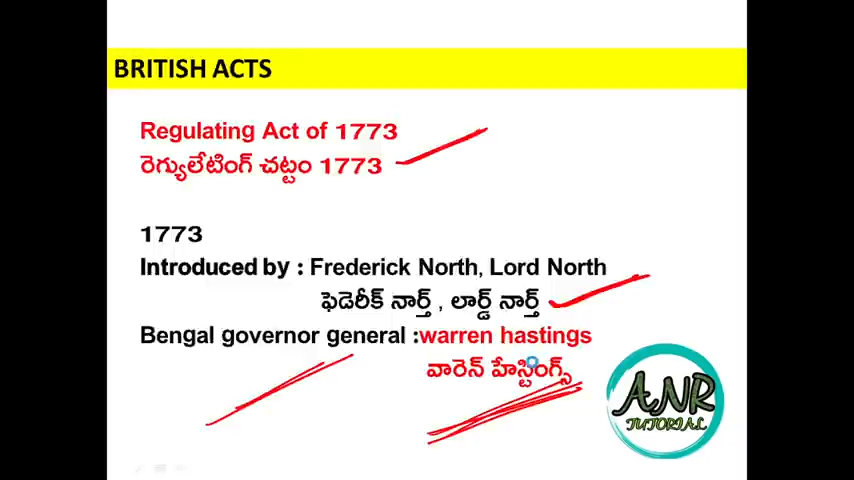 BRITISH ACTS
Regulating Act of 1773
రెగ్యులేటింగ్ చట్టం 1773
1773
Introduced by : Frederick North, Lord North
ఫెడెరీక్ నార్త్ , లార్డ్ నార్త్
Bengal governor general :warren hastings
వారెన్ హేస్టింగ్స్
ANR
TUTORIAL